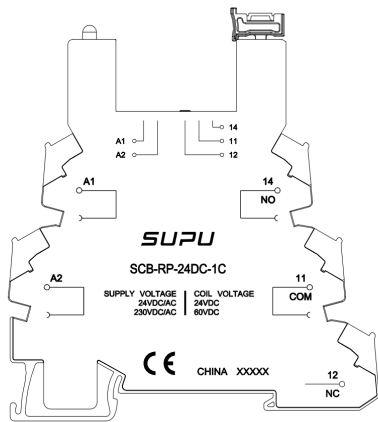 14
A1 11
A2 12
A1 14
NO
SUPU
SCB-RP-24DC-1C
A2 11
COM
SUPPLY VOLTAGE COIL VOLTAGE
24VDC/AC 24VDC
230VDC/AC 60VDC
CE CHINA XXXXX
12
NC